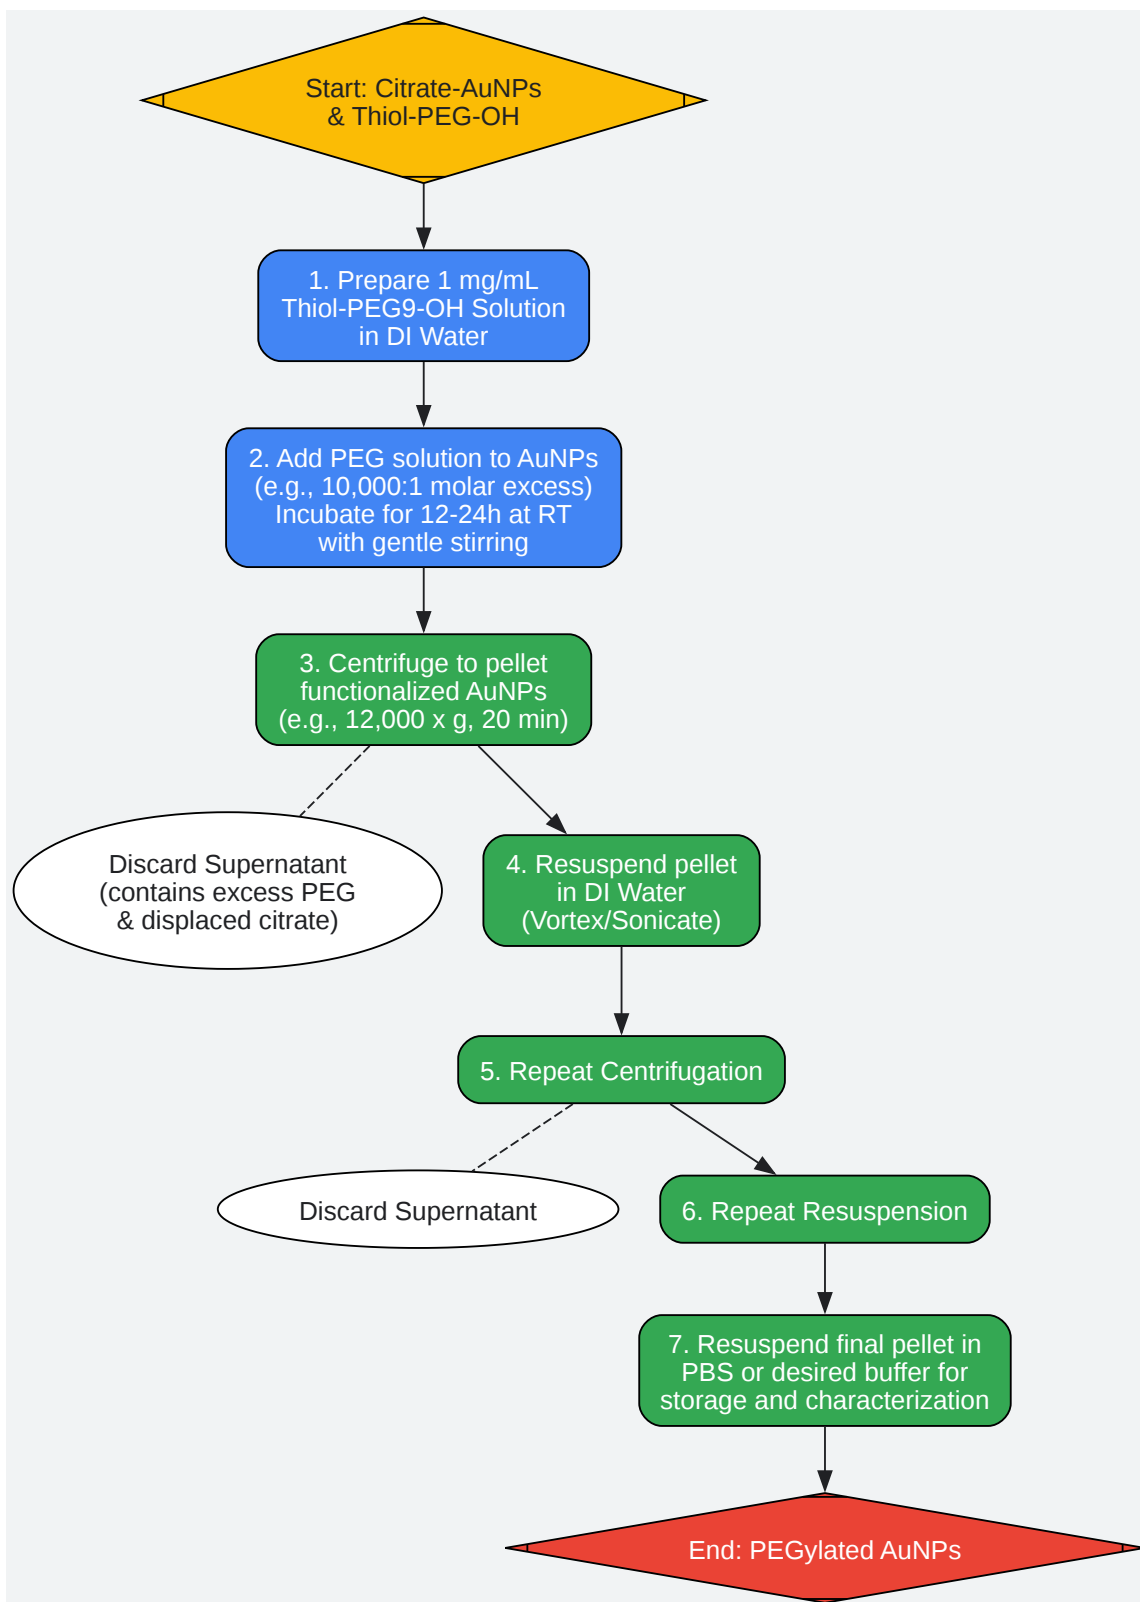 Start: Citrate-AuNPs
& Thiol-PEG-OH
1. Prepare 1 mg/mL
Thiol-PEG9-OH Solution
in DI Water
2. Add PEG solution to AuNPs
(e.g., 10,000:1 molar excess)
Incubate for 12-24h at RT
with gentle stirring
3. Centrifuge to pellet
functionalized AuNPs
(e.g., 12,000 x g, 20 min)
Discard Supernatant
(contains excess PEG
& displaced citrate)
4. Resuspend pellet
in DI Water
(Vortex/Sonicate)
5. Repeat Centrifugation
Discard Supernatant
6. Repeat Resuspension
7. Resuspend final pellet in
PBS or desired buffer for
storage and characterization
End: PEGylated AuNPs